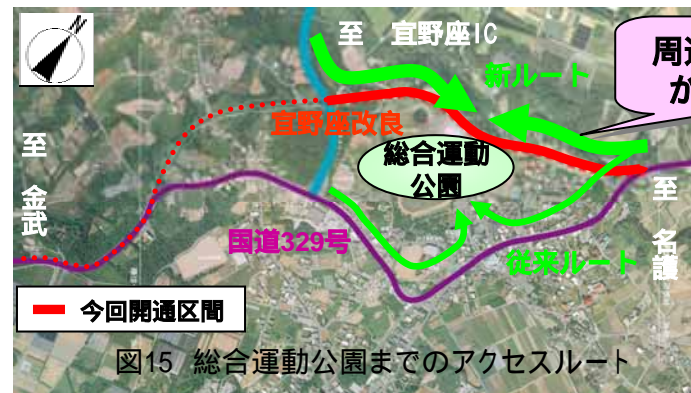 N
至 宜野座IC
新ルート
周辺
が
宜野座改良
総合運動
公園
至 金武
至 名護
国道329号
従来ルート
今回開通区間
図15 総合運動公園までのアクセスルート